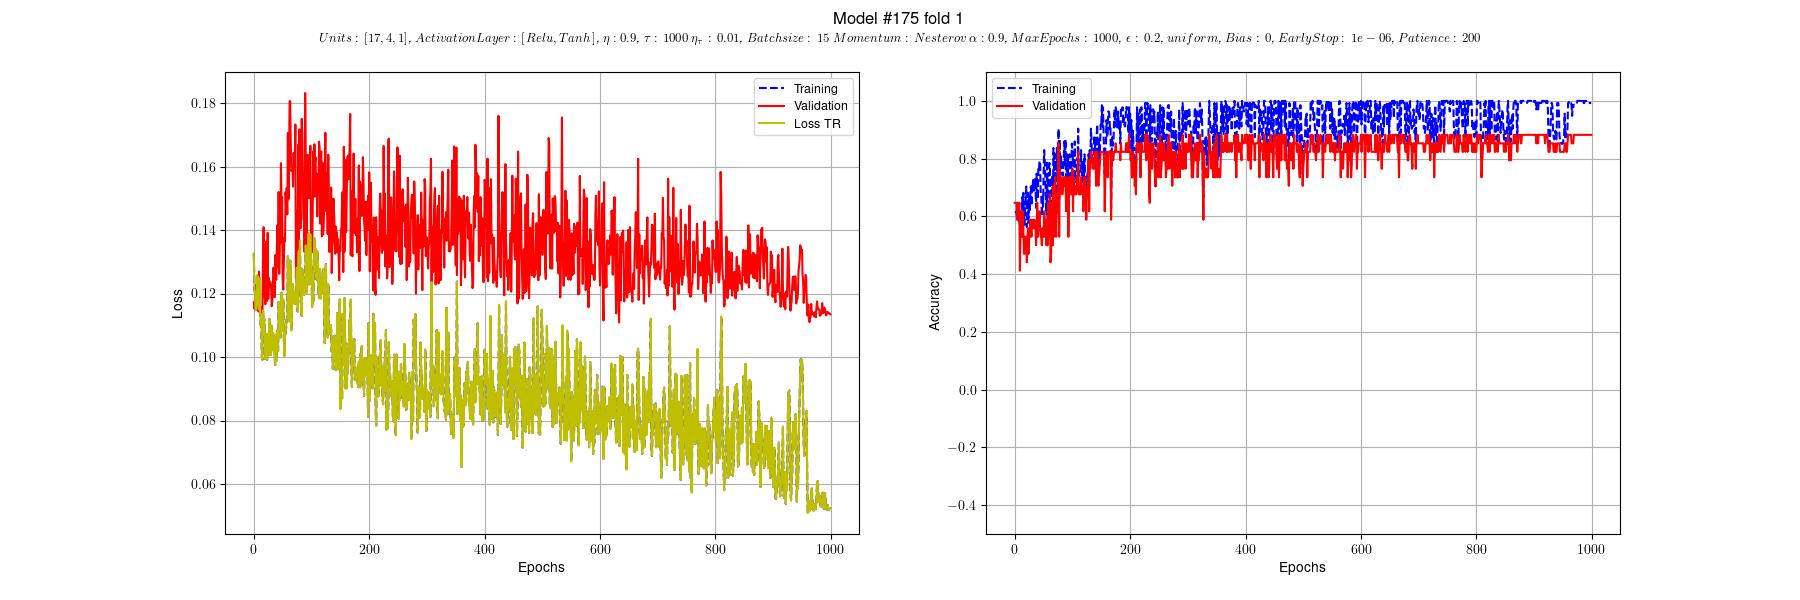 Model #175 fold 1
Units : [17, 4, 1], ActivationLayer : [Relu, Tanh], η : 0.9, τ : 1000 η_τ : 0.01, Batchsize : 15 Momentum : Nesterov α : 0.9, MaxEpochs : 1000, ϵ : 0.2, uniform, Bias : 0, EarlyStop : 1e − 06, Patience : 200
Training
Validation
Loss TR
0.18
0.16
0.14
0.12
0.10
0.08
0.06
Loss
0 200 400 600 800 1000
Epochs
Training
Validation
1.0
0.8
0.6
0.4
0.2
0.0
−0.2
−0.4
Accuracy
0 200 400 600 800 1000
Epochs